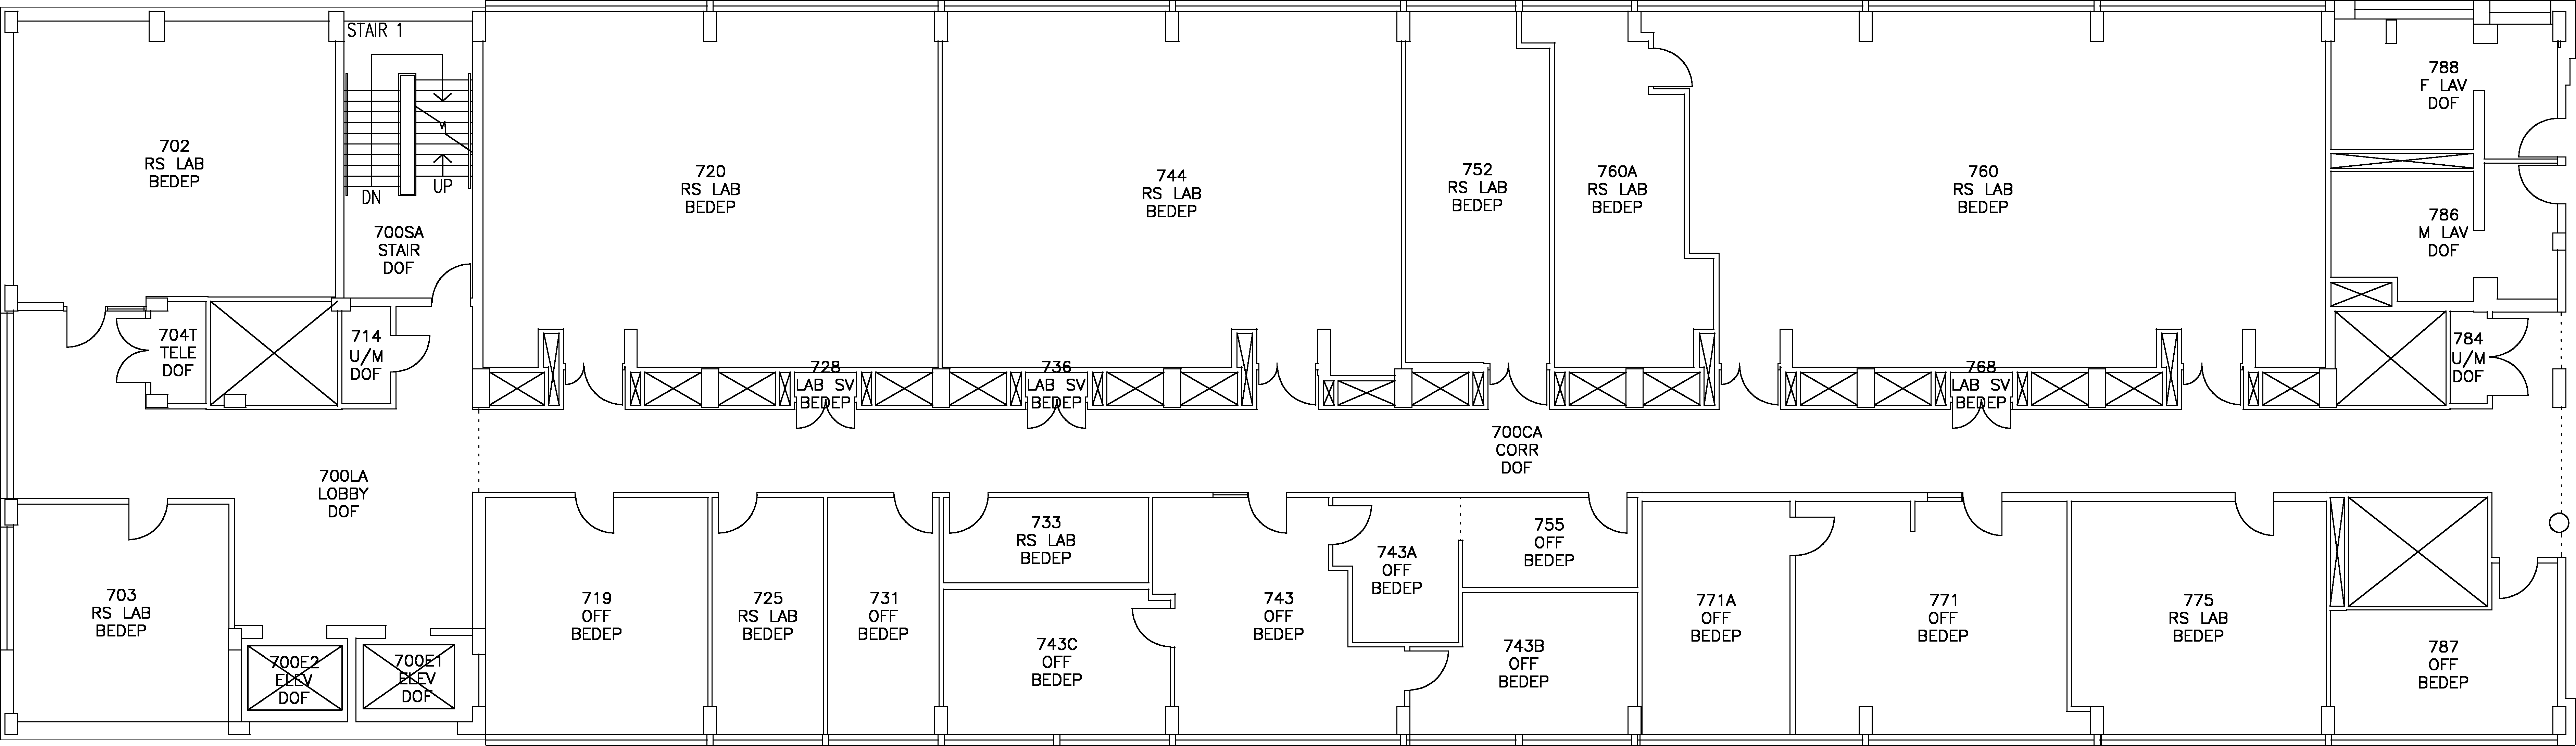 STAIR 1
DN
UP
702
RS LAB
BEDEP
700SA
STAIR
DOF
720
RS LAB
BEDEP
744
RS LAB
BEDEP
752
RS LAB
BEDEP
760A
RS LAB
BEDEP
760
RS LAB
BEDEP
788
F LAV
DOF
786
M LAV
DOF
704T
TELE
DOF
714
U/M
DOF
728
LAB SV
BEDEP
736
LAB SV
BEDEP
768
LAB SV
BEDEP
784
U/M
DOF
700CA
CORR
DOF
700LA
LOBBY
DOF
703
RS LAB
BEDEP
700E2
ELEV
DOF
700E1
ELEV
DOF
719
OFF
BEDEP
725
RS LAB
BEDEP
731
OFF
BEDEP
733
RS LAB
BEDEP
743C
OFF
BEDEP
743
OFF
BEDEP
743A
OFF
BEDEP
755
OFF
BEDEP
743B
OFF
BEDEP
771A
OFF
BEDEP
771
OFF
BEDEP
775
RS LAB
BEDEP
787
OFF
BEDEP